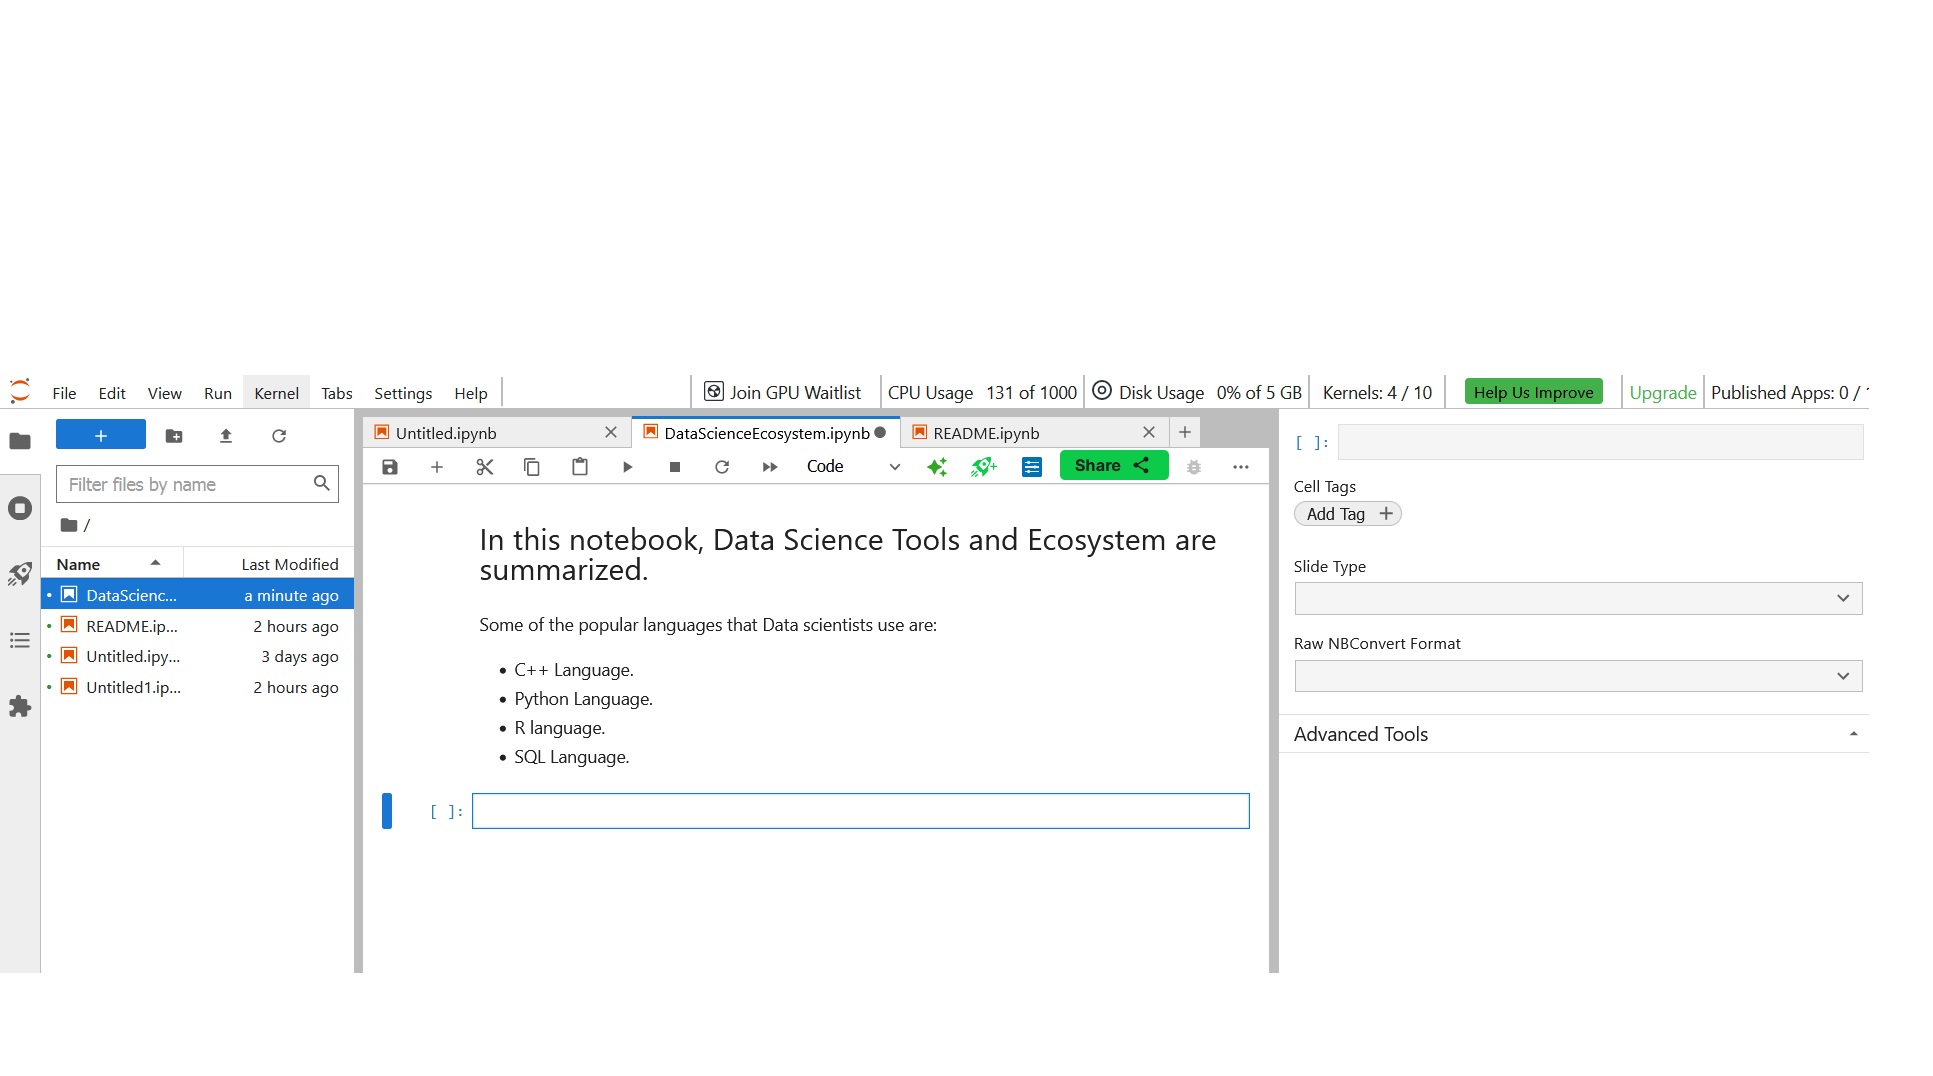 File Edit View Run Kernel Tabs Settings Help Join GPU Waitlist CPU Usage 131 of 1000 Disk Usage 0% of 5 GB Kernels: 4 / 10 Help Us Improve Upgrade Published Apps: 0 /
+
Filter files by name
/
Name Last Modified
DataScienc... a minute ago
README.ip... 2 hours ago
Untitled.ipy... 3 days ago
Untitled1.ip... 2 hours ago
Untitled.ipynb DataScienceEcosystem.ipynb README.ipynb
Code Share
In this notebook, Data Science Tools and Ecosystem are
summarized.
Some of the popular languages that Data scientists use are:
• C++ Language.
• Python Language.
• R language.
• SQL Language.
[ ]:
[ ]:
Cell Tags
Add Tag +
Slide Type
Raw NBConvert Format
Advanced Tools